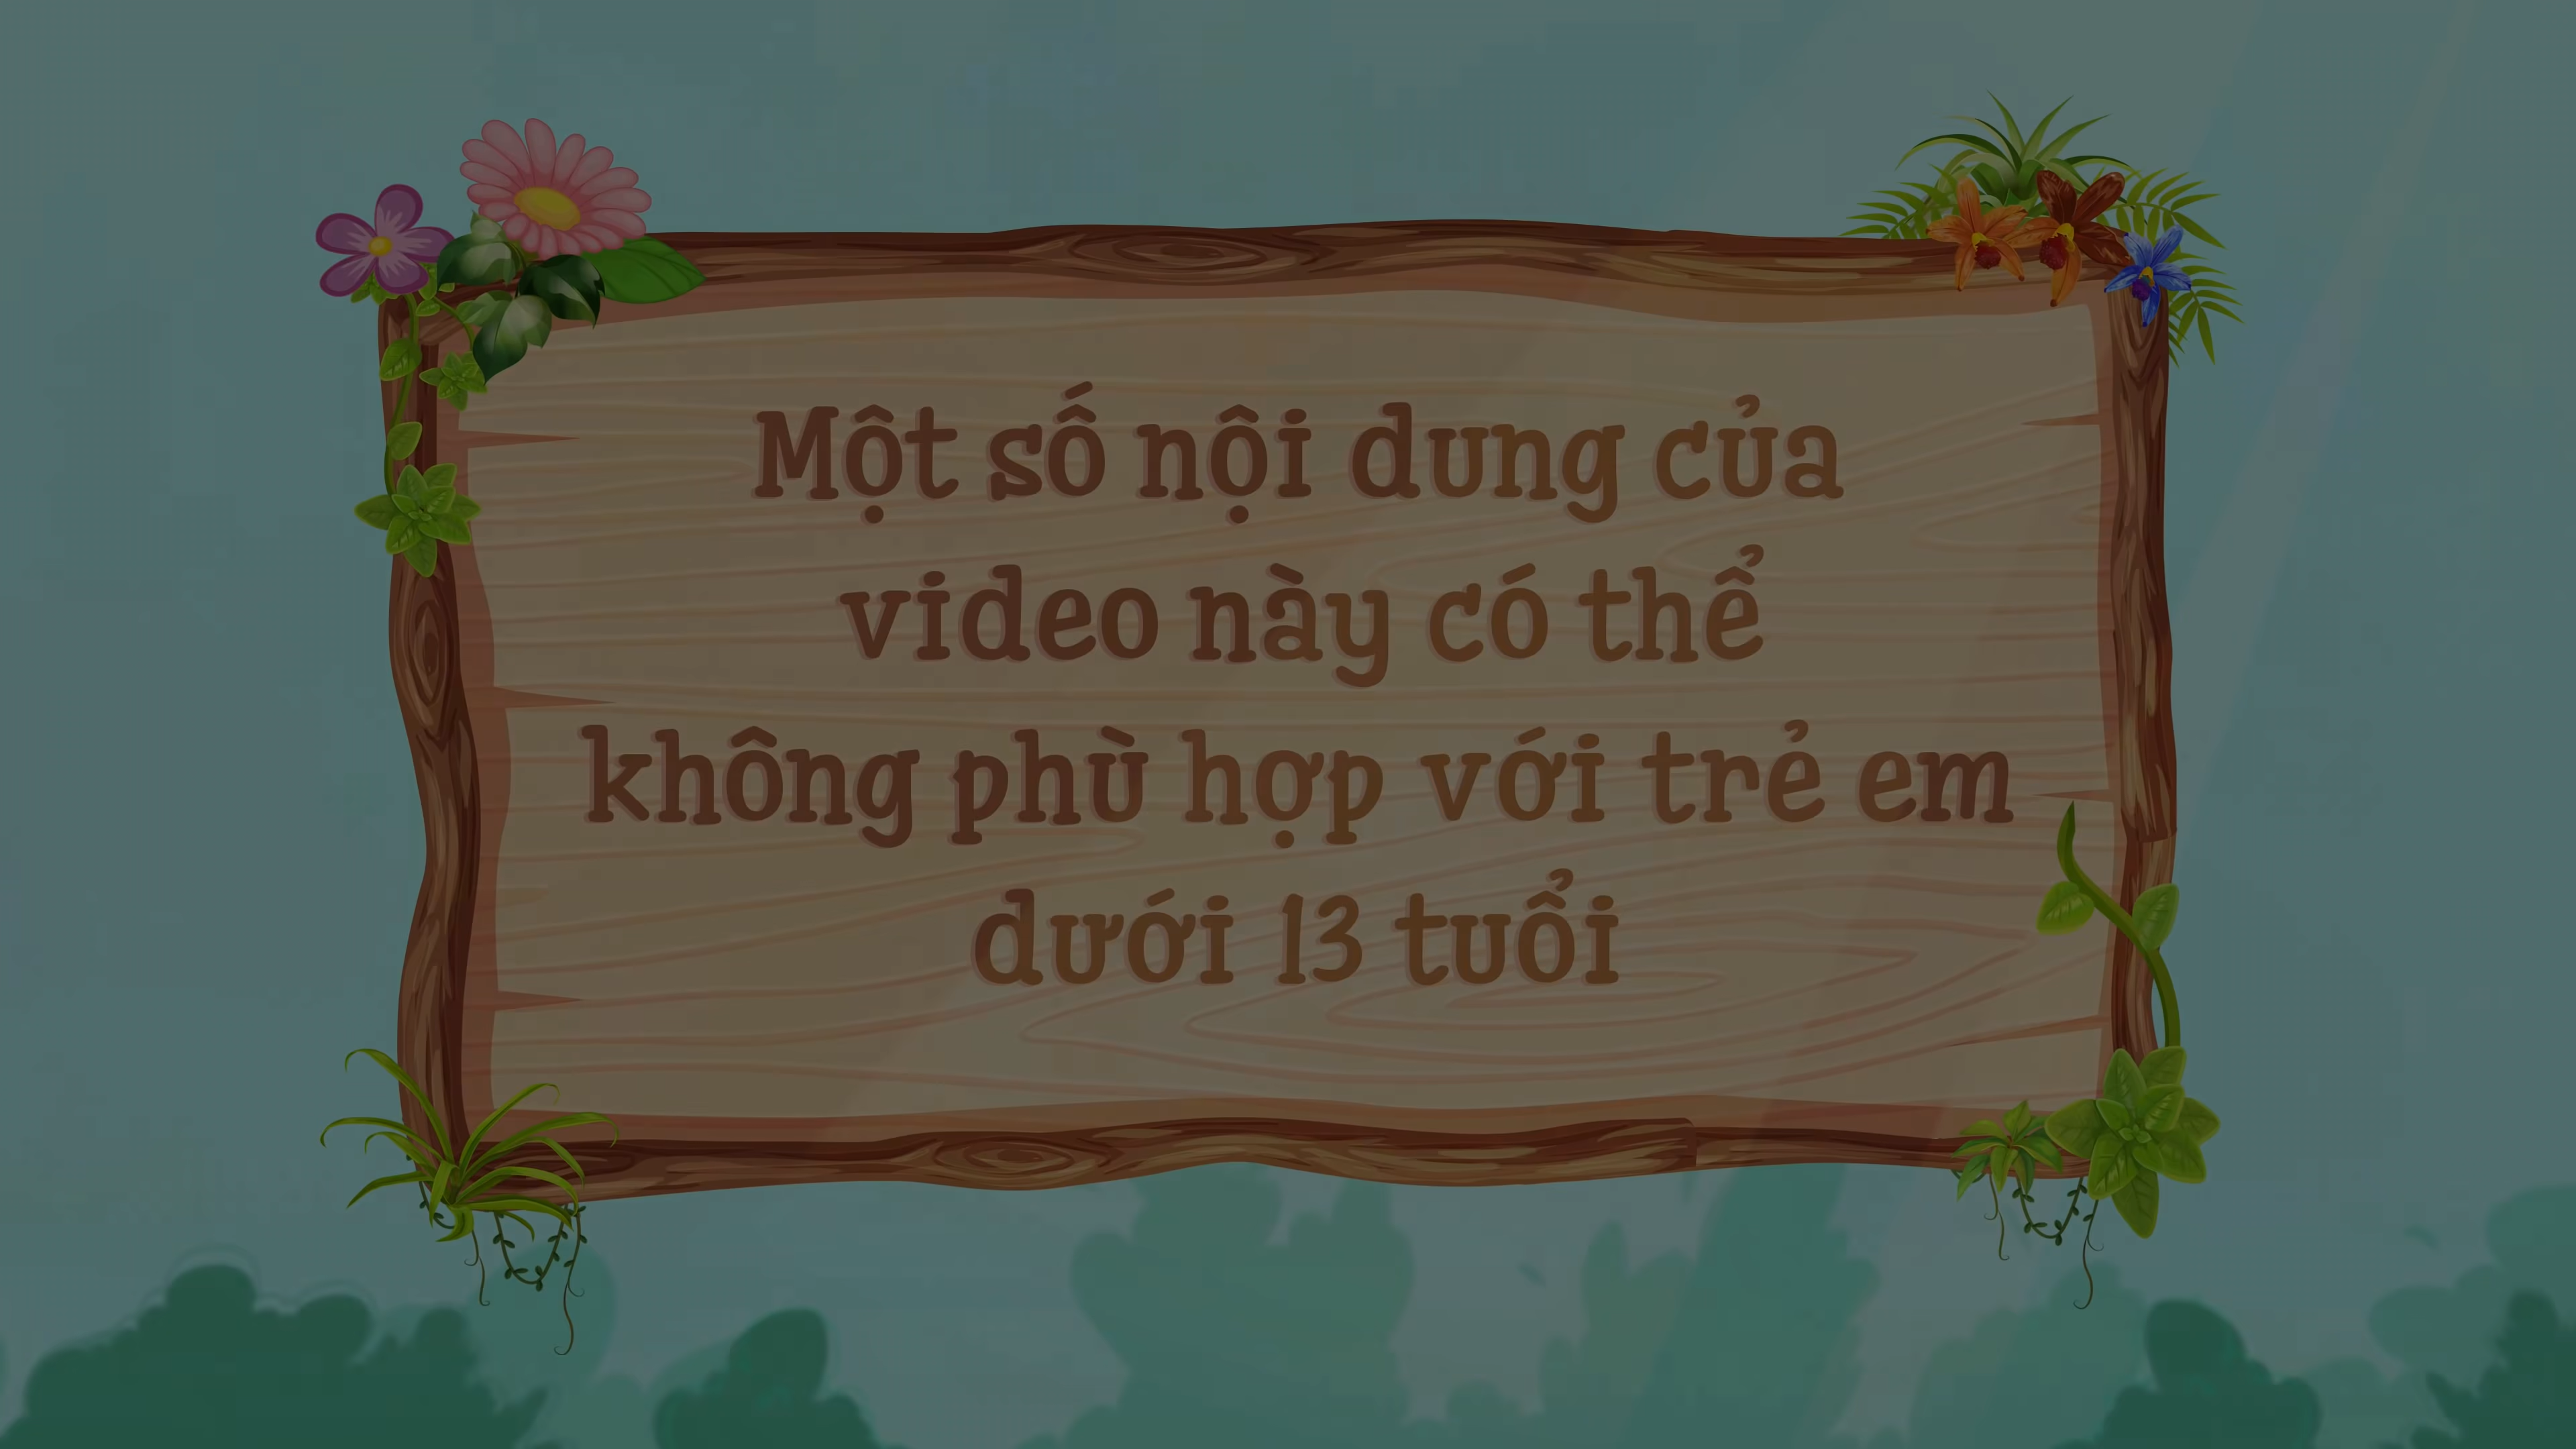 Một số nội dung của
video này có thể
không phù hợp với trẻ em
dưới 13 tuổi